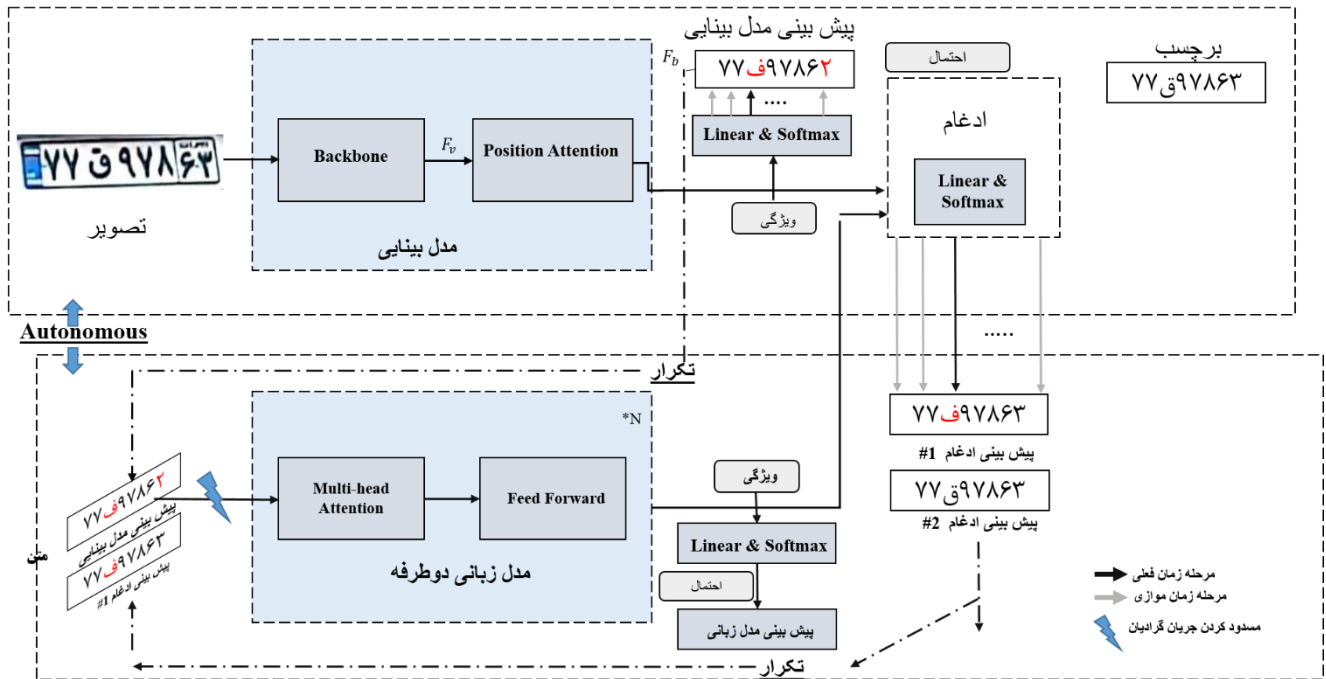 پیش بینی مدل بینایی
F_b
۷۷ف۹۷۸۶۲
احتمال
برچسب
۷۷ق۹۷۸۶۳
....
Linear & Softmax
ادغام
Linear & Softmax
Backbone
F_v
Position Attention
ویژگی
۷۷ ق ۹۷۸ ۶۳
تصویر
مدل بینایی
Autonomous
.....
تکرار
*N
Multi-head Attention
Feed Forward
مدل زبانی دوطرفه
۷۷ف۹۷۸۶۲
پیش بینی مدل بینایی
۷۷ف۹۷۸۶۳
پیش بینی ادغام #1
متن
ویژگی
Linear & Softmax
احتمال
پیش بینی مدل زبانی
۷۷ف۹۷۸۶۳
پیش بینی ادغام #1
۷۷ق۹۷۸۶۳
پیش بینی ادغام #2
مرحله زمان فعلی
مرحله زمان موازی
مسدود کردن جریان گرادیان
تکرار